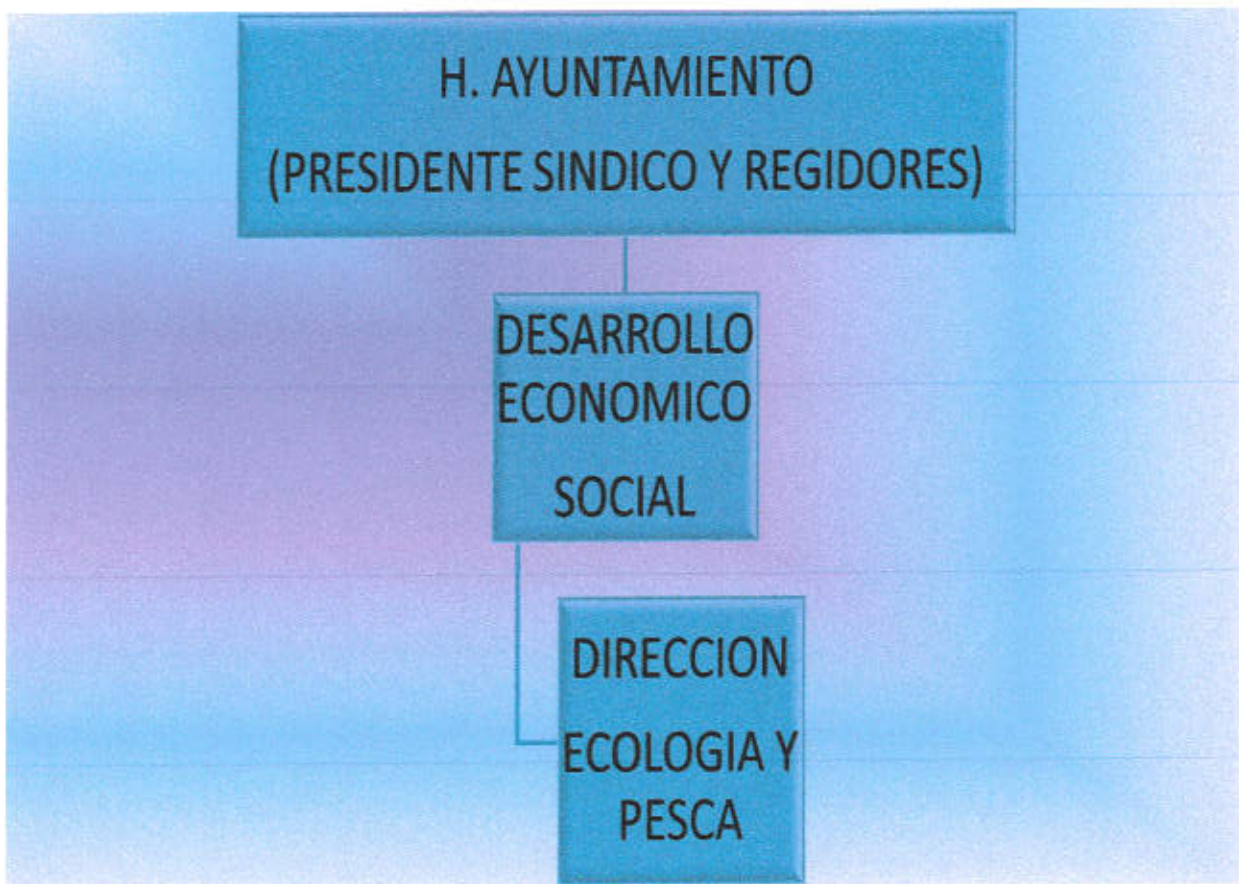 H. AYUNTAMIENTO
(PRESIDENTE SINDICO Y REGIDORES)
DESARROLLO
ECONOMICO
SOCIAL
DIRECCION
ECOLOGIA Y
PESCA